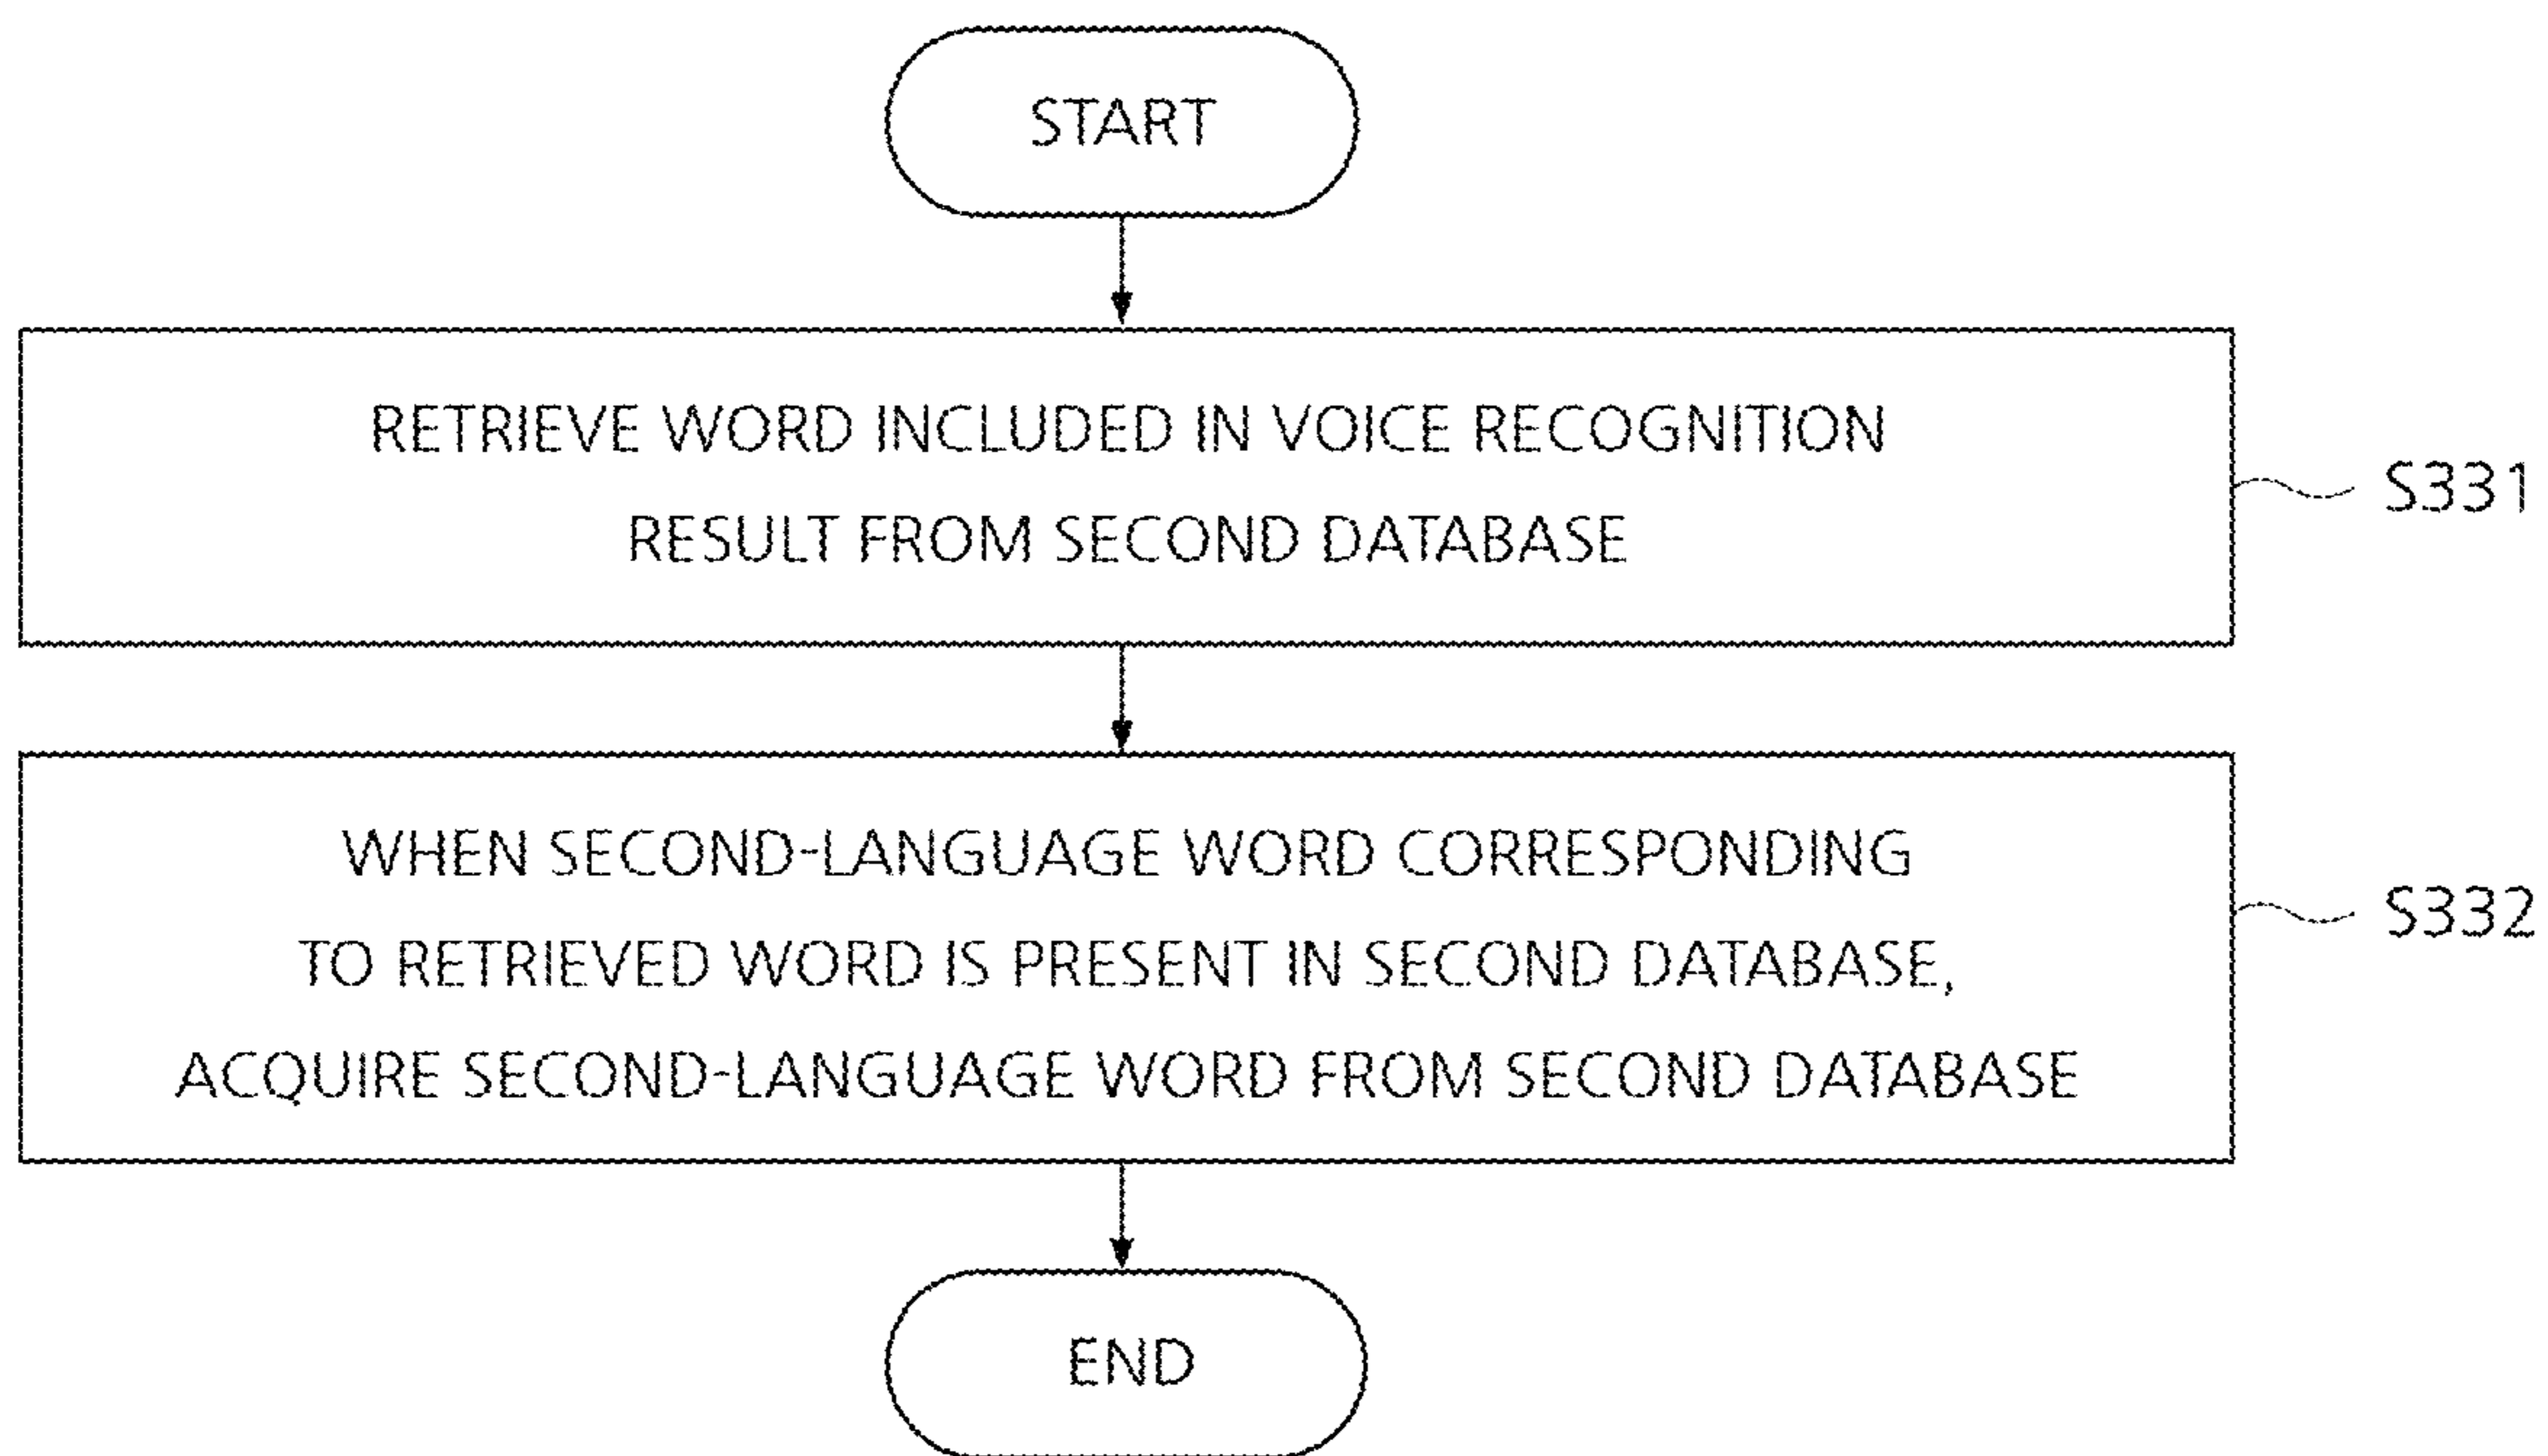 START
RETRIEVE WORD INCLUDED IN VOICE RECOGNITION
RESULT FROM SECOND DATABASE
S331
WHEN SECOND-LANGUAGE WORD CORRESPONDING
TO RETRIEVED WORD IS PRESENT IN SECOND DATABASE,
ACQUIRE SECOND-LANGUAGE WORD FROM SECOND DATABASE
S332
END